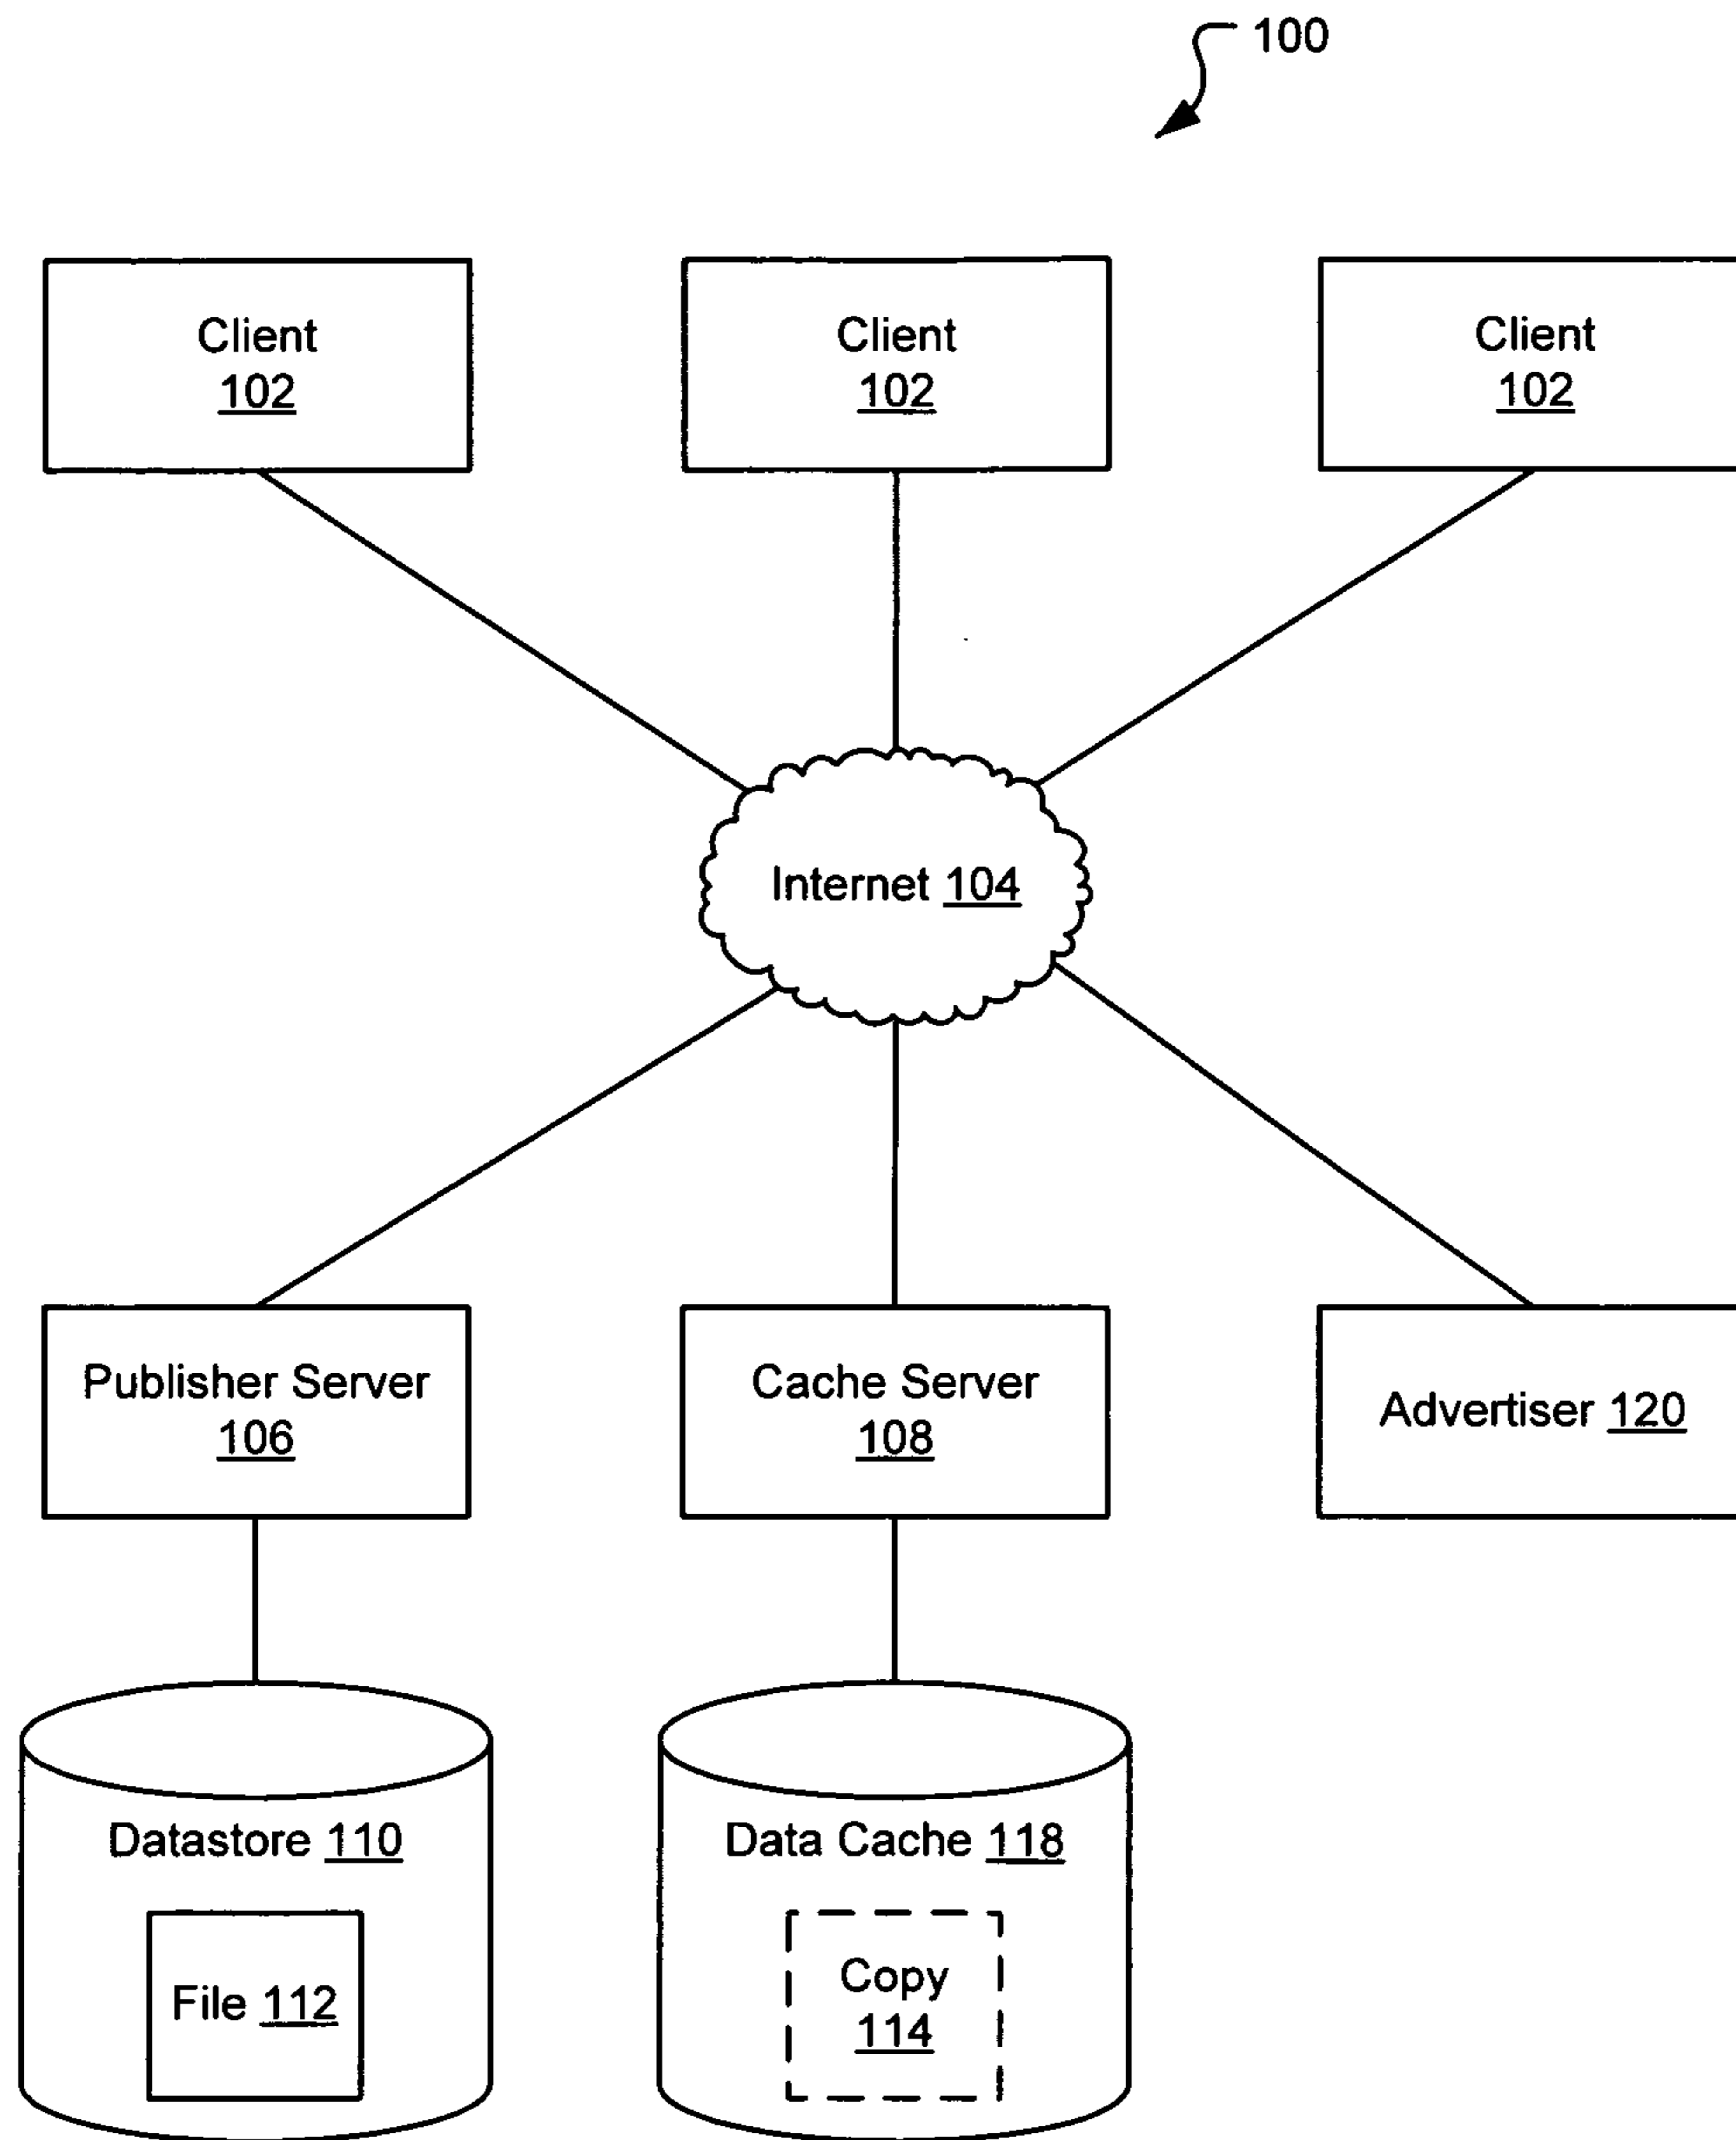 100
Client
102
Client
102
Client
102
Internet 104
Publisher Server
106
Cache Server
108
Advertiser 120
Datastore 110
Data Cache 118
File 112
Copy
114